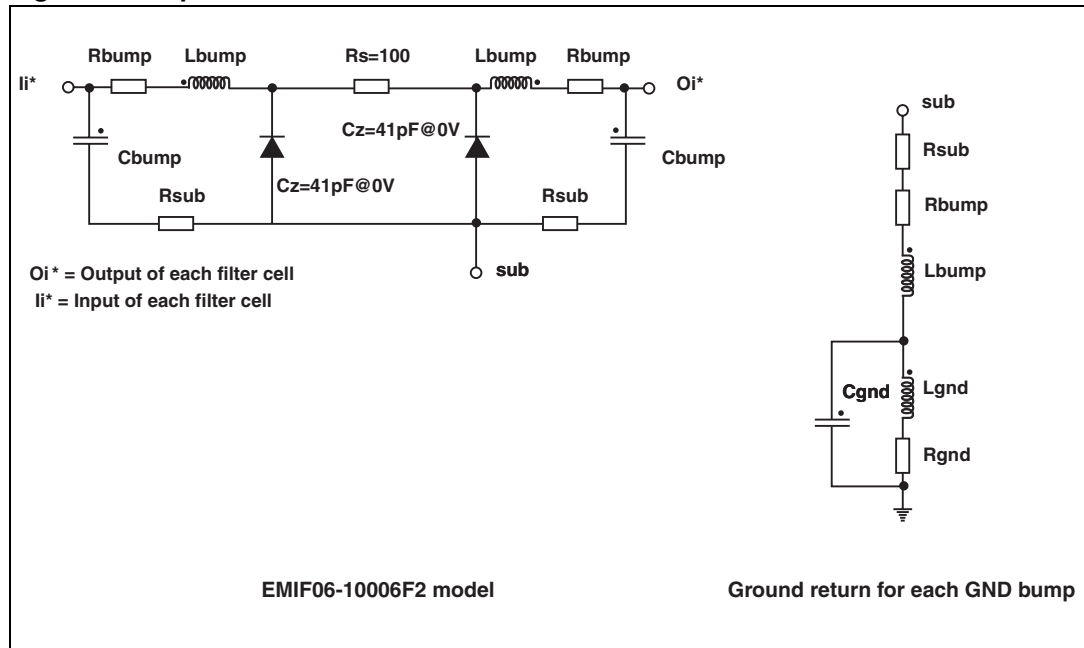 Rbump
Lbump
Rs=100
Lbump
Rbump
Ii*
Oi*
Cz=41pF@0V
Cbump
Cbump
Cz=41pF@0V
Rsub
Rsub
sub
Oi* = Output of each filter cell
Ii* = Input of each filter cell
sub
Rsub
Rbump
Lbump
Cgnd
Lgnd
Rgnd
EMIF06-10006F2 model
Ground return for each GND bump